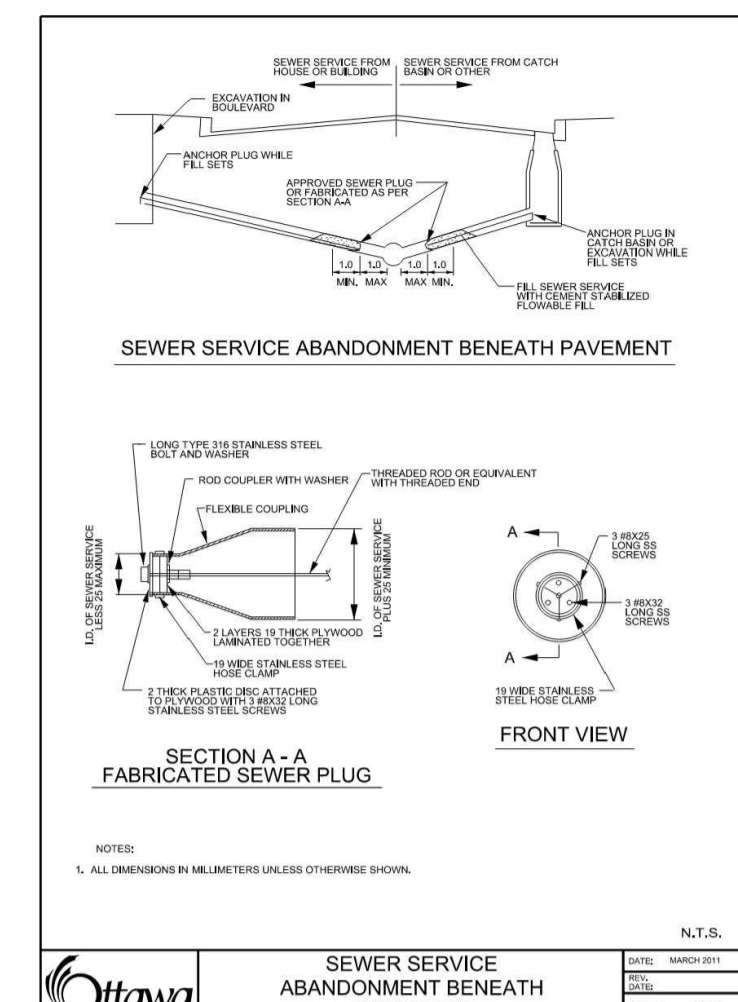 SEWER SERVICE FROM
HOUSE OR BUILDING
SEWER SERVICE FROM CATCH
BASIN OR OTHER
EXCAVATION IN
BOULEVARD
ANCHOR PLUG WHILE
FILL SETS
APPROVED SEWER PLUG
OR FABRICATED AS PER
SECTION A-A
1.0
1.0
1.0
1.0
MIN.
MAX
MAX
MIN.
ANCHOR PLUG IN
CATCH BASIN OR
EXCAVATION WHILE
FILL SETS
FILL SEWER SERVICE
WITH CEMENT STABILIZED
FLOWABLE FILL
SEWER SERVICE ABANDONMENT BENEATH PAVEMENT
LONG TYPE 316 STAINLESS STEEL
BOLT AND WASHER
ROD COUPLER WITH WASHER
THREADED ROD OR EQUIVALENT
WITH THREADED END
FLEXIBLE COUPLING
I.D. OF SEWER SERVICE
LESS 25 MAXIMUM
I.D. OF SEWER SERVICE
PLUS 25 MINIMUM
2 LAYERS 19 THICK PLYWOOD
LAMINATED TOGETHER
19 WIDE STAINLESS STEEL
HOSE CLAMP
2 THICK PLASTIC DISC ATTACHED
TO PLYWOOD WITH 3 #8X32 LONG
STAINLESS STEEL SCREWS
SECTION A - A
FABRICATED SEWER PLUG
A
3 #8X25
LONG SS
SCREWS
3 #8X32
LONG SS
SCREWS
A
19 WIDE STAINLESS
STEEL HOSE CLAMP
FRONT VIEW
NOTES:
1. ALL DIMENSIONS IN MILLIMETERS UNLESS OTHERWISE SHOWN.
N.T.S.
Ottawa
SEWER SERVICE
ABANDONMENT BENEATH
DATE: MARCH 2011
REV.
DATE: